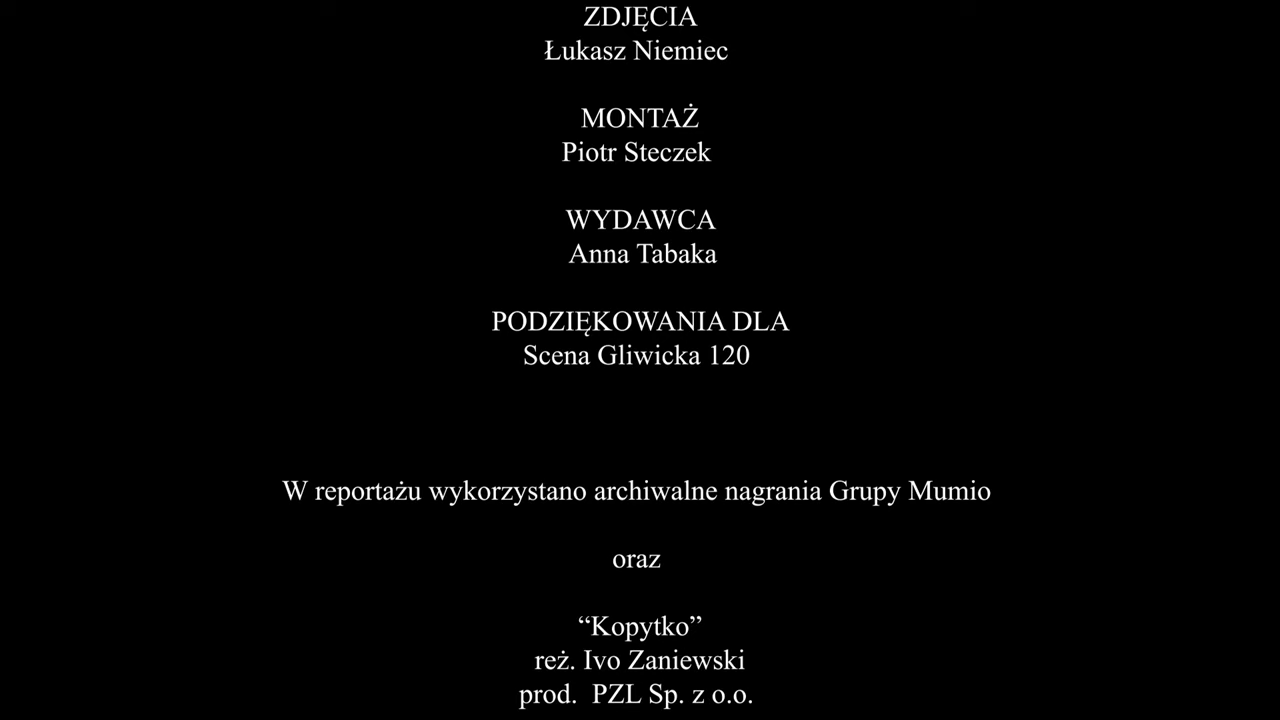 ZDJĘCIA
Łukasz Niemiec
MONTAŻ
Piotr Steczek
WYDAWCA
Anna Tabaka
PODZIĘKOWANIA DLA
Scena Gliwicka 120
W reportażu wykorzystano archiwalne nagrania Grupy Mumio
oraz
“Kopytko”
reż. Ivo Zaniewski
prod.  PZL Sp. z o.o.